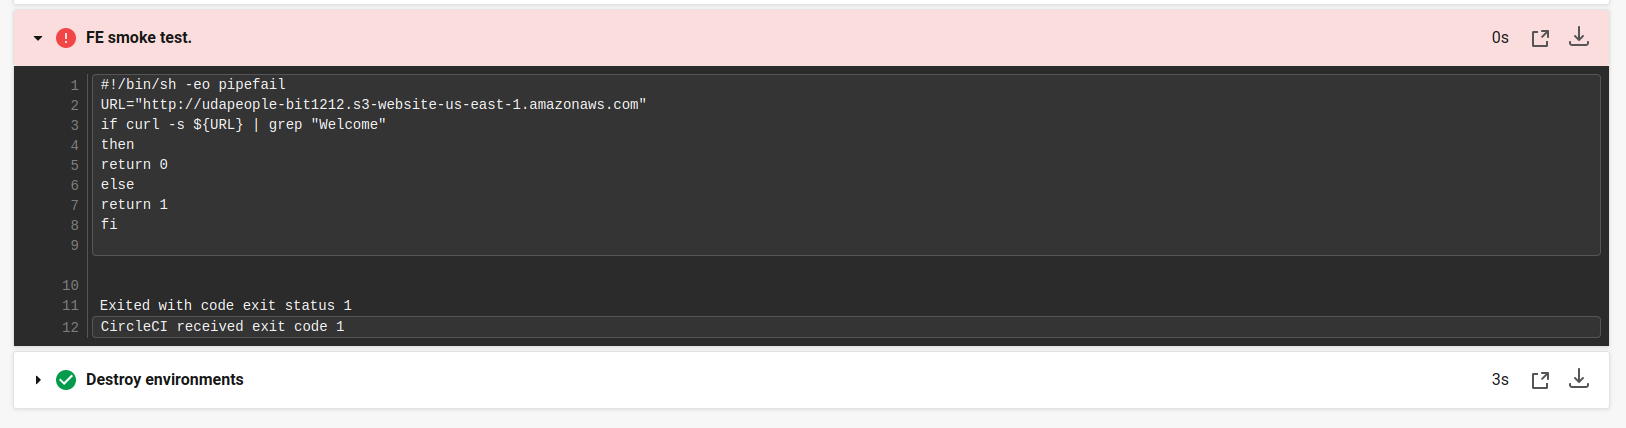 FE smoke test.
0s
1 #!/bin/sh -eo pipefail
2 URL="http://udapeople-bit1212.s3-website-us-east-1.amazonaws.com"
3 if curl -s ${URL} | grep "Welcome"
4 then
5 return 0
6 else
7 return 1
8 fi
9
10
11 Exited with code exit status 1
12 CircleCI received exit code 1
Destroy environments
3s